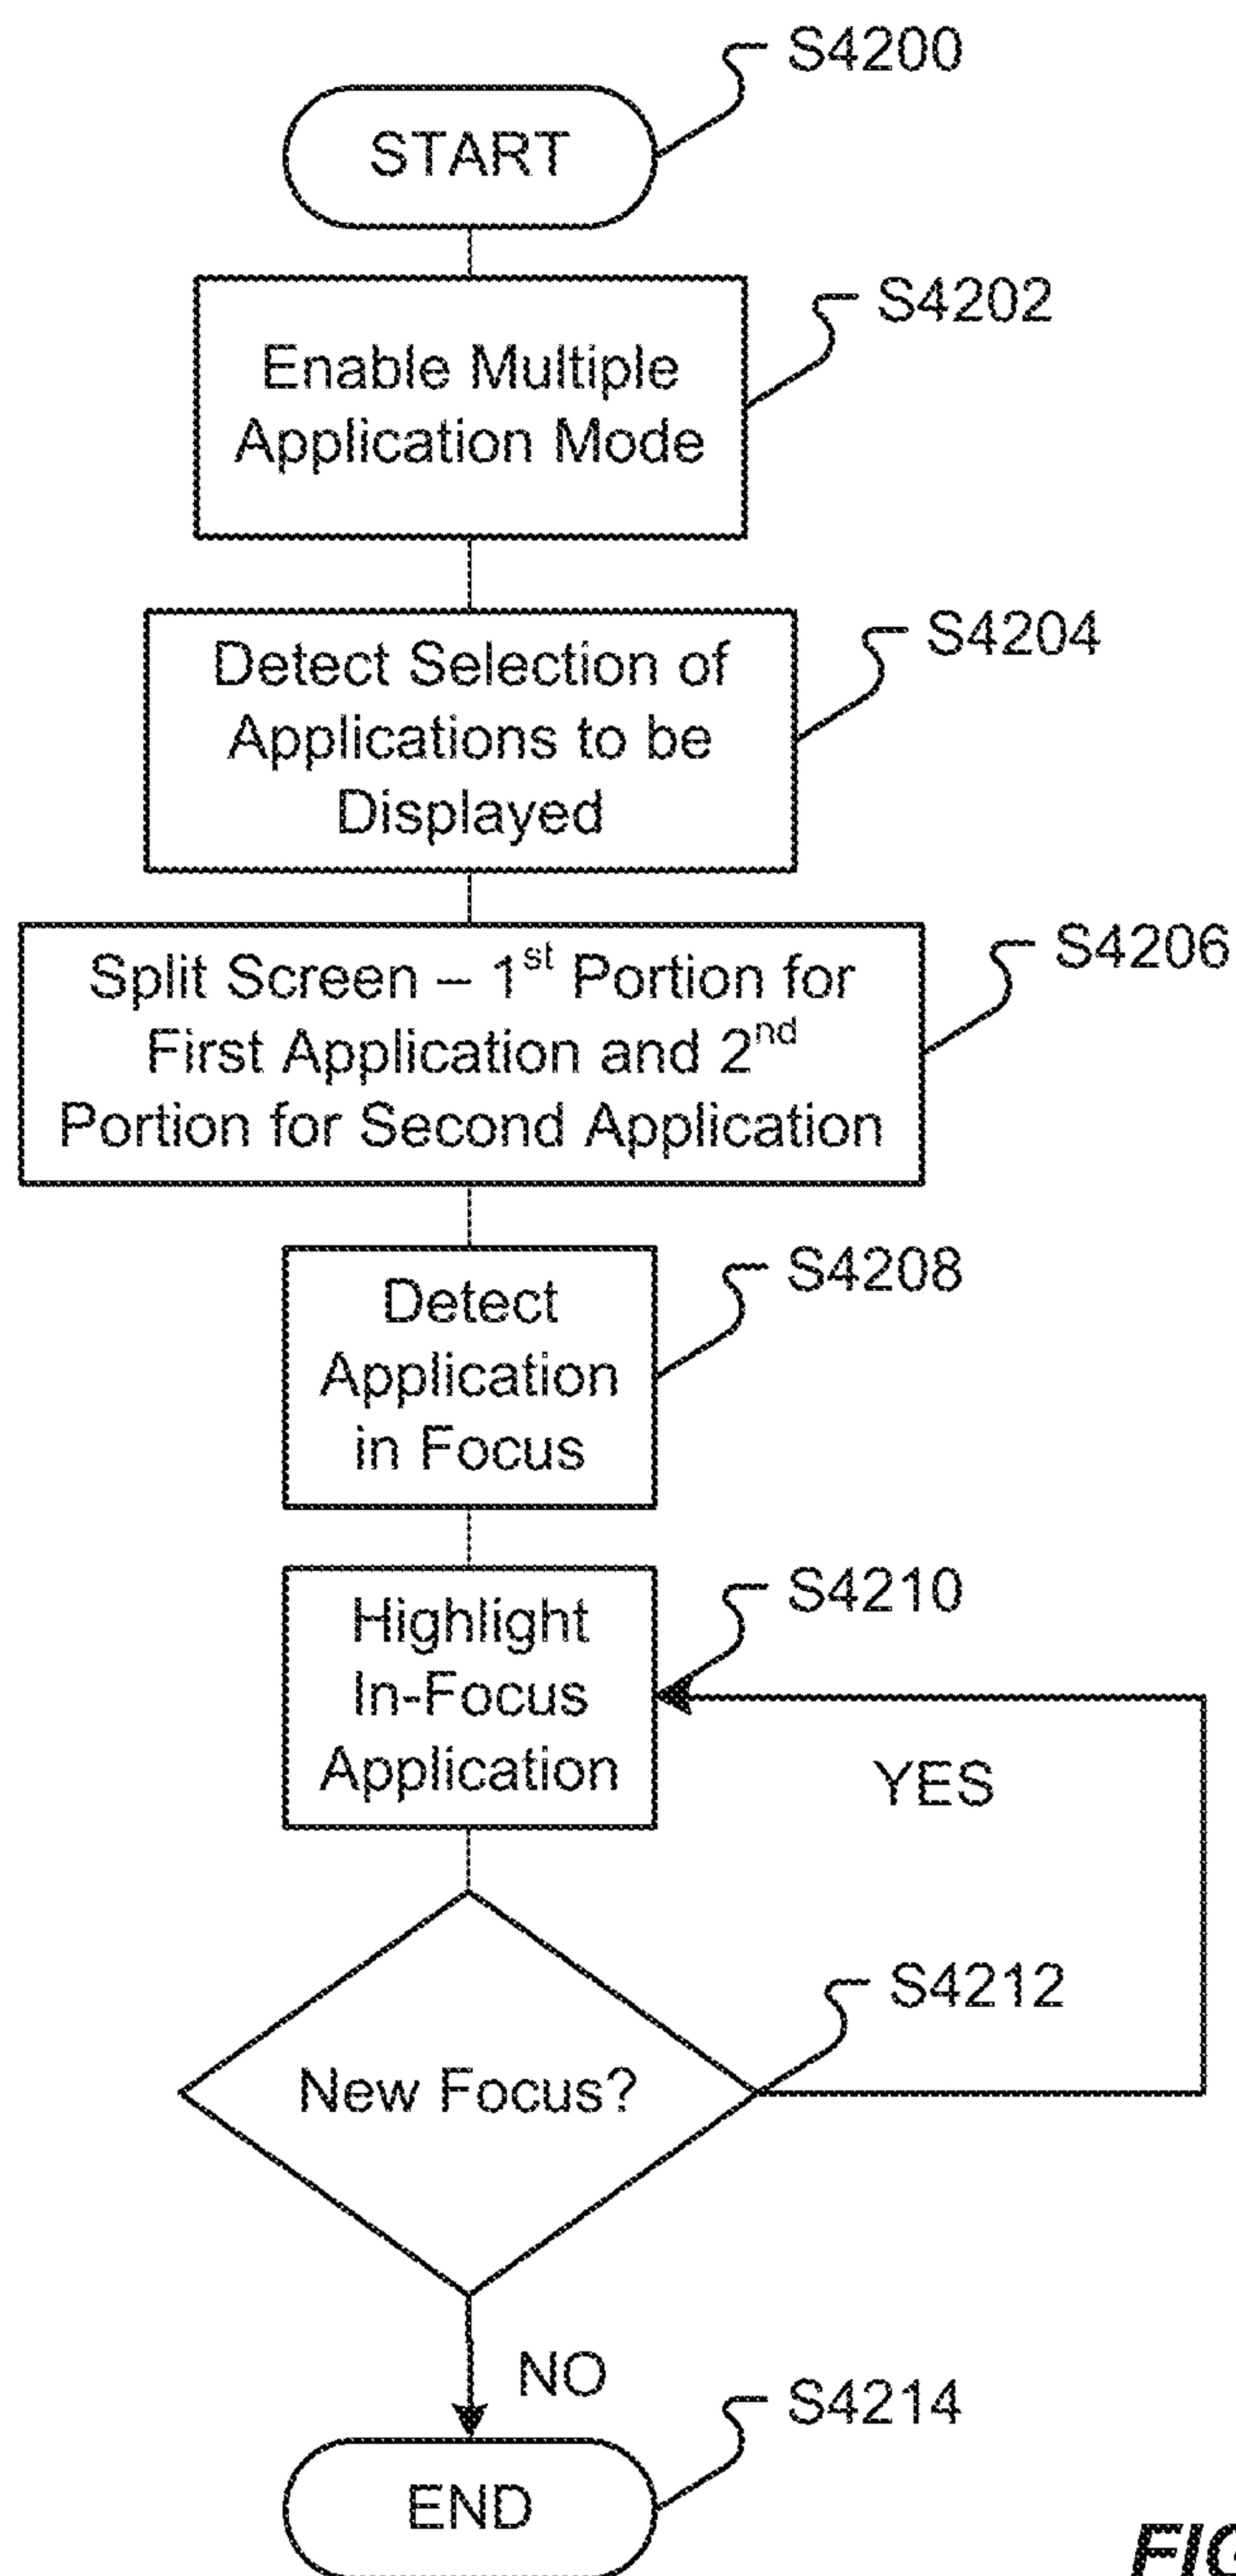 S4200
START
S4202
Enable Multiple
Application Mode
S4204
Detect Selection of
Applications to be
Displayed
S4206
Split Screen – 1st Portion for
First Application and 2nd
Portion for Second Application
S4208
Detect
Application
in Focus
S4210
Highlight
In-Focus
Application
YES
S4212
New Focus?
NO
S4214
END